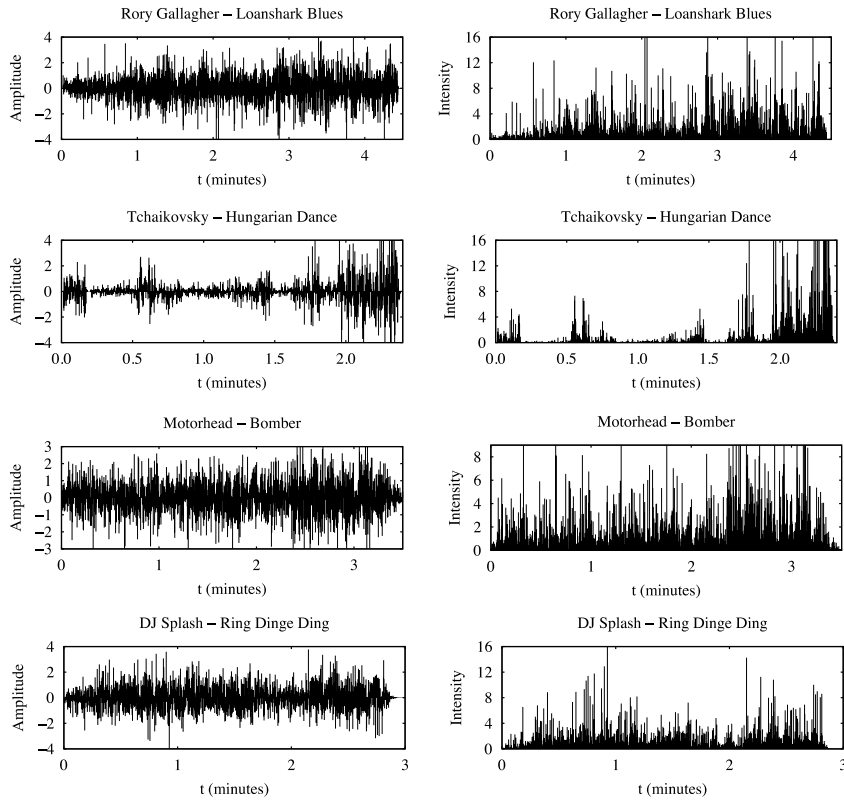 Rory Gallagher – Loanshark Blues
Amplitude
4
2
0
−2
−4
0 1 2 3 4
t (minutes)
Rory Gallagher – Loanshark Blues
Intensity
16
12
8
4
0
0 1 2 3 4
t (minutes)
Tchaikovsky – Hungarian Dance
Amplitude
4
2
0
−2
−4
0.0 0.5 1.0 1.5 2.0
t (minutes)
Tchaikovsky – Hungarian Dance
Intensity
16
12
8
4
0
0.0 0.5 1.0 1.5 2.0
t (minutes)
Motorhead – Bomber
Amplitude
3
2
1
0
−1
−2
−3
0 1 2 3
t (minutes)
Motorhead – Bomber
Intensity
8
6
4
2
0
0 1 2 3
t (minutes)
DJ Splash – Ring Dinge Ding
Amplitude
4
2
0
−2
−4
0 1 2 3
t (minutes)
DJ Splash – Ring Dinge Ding
Intensity
16
12
8
4
0
0 1 2 3
t (minutes)